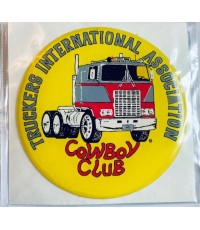 TRUCKERS INTERNATIONAL ASSOCIATION
COWBOY
CLUB
®